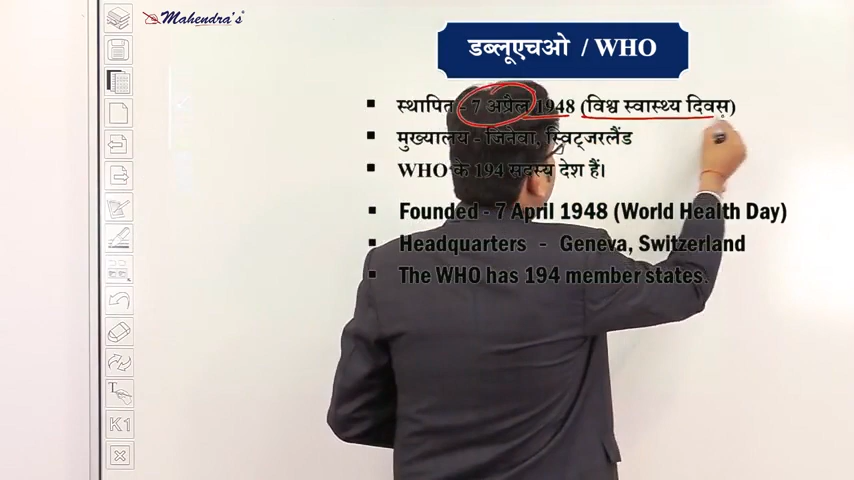 Mahendra's
डब्लूएचओ / WHO
स्थापित - 7 अप्रैल 1948 (विश्व स्वास्थ्य दिवस)
मुख्यालय - जिनेवा, स्विट्जरलैंड
WHO के 194 सदस्य देश हैं।
Founded - 7 April 1948 (World Health Day)
Headquarters - Geneva, Switzerland
The WHO has 194 member states.
T
K1